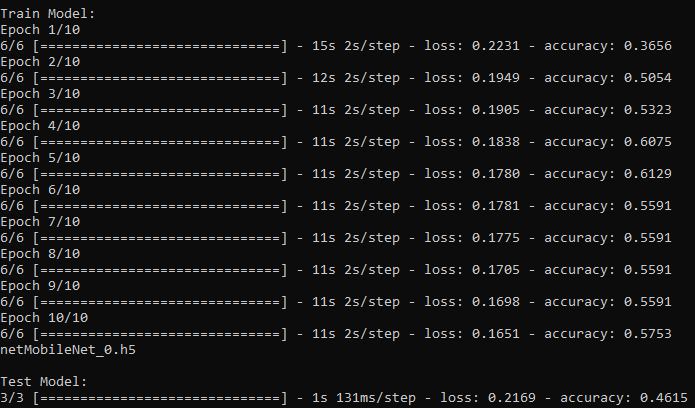 Train Model:
Epoch 1/10
6/6 [==============================] - 15s 2s/step - loss: 0.2231 - accuracy: 0.3656
Epoch 2/10
6/6 [==============================] - 12s 2s/step - loss: 0.1949 - accuracy: 0.5054
Epoch 3/10
6/6 [==============================] - 11s 2s/step - loss: 0.1905 - accuracy: 0.5323
Epoch 4/10
6/6 [==============================] - 11s 2s/step - loss: 0.1838 - accuracy: 0.6075
Epoch 5/10
6/6 [==============================] - 11s 2s/step - loss: 0.1780 - accuracy: 0.6129
Epoch 6/10
6/6 [==============================] - 11s 2s/step - loss: 0.1781 - accuracy: 0.5591
Epoch 7/10
6/6 [==============================] - 11s 2s/step - loss: 0.1775 - accuracy: 0.5591
Epoch 8/10
6/6 [==============================] - 11s 2s/step - loss: 0.1705 - accuracy: 0.5591
Epoch 9/10
6/6 [==============================] - 11s 2s/step - loss: 0.1698 - accuracy: 0.5591
Epoch 10/10
6/6 [==============================] - 11s 2s/step - loss: 0.1651 - accuracy: 0.5753
netMobileNet_0.h5
Test Model:
3/3 [==============================] - 1s 131ms/step - loss: 0.2169 - accuracy: 0.4615